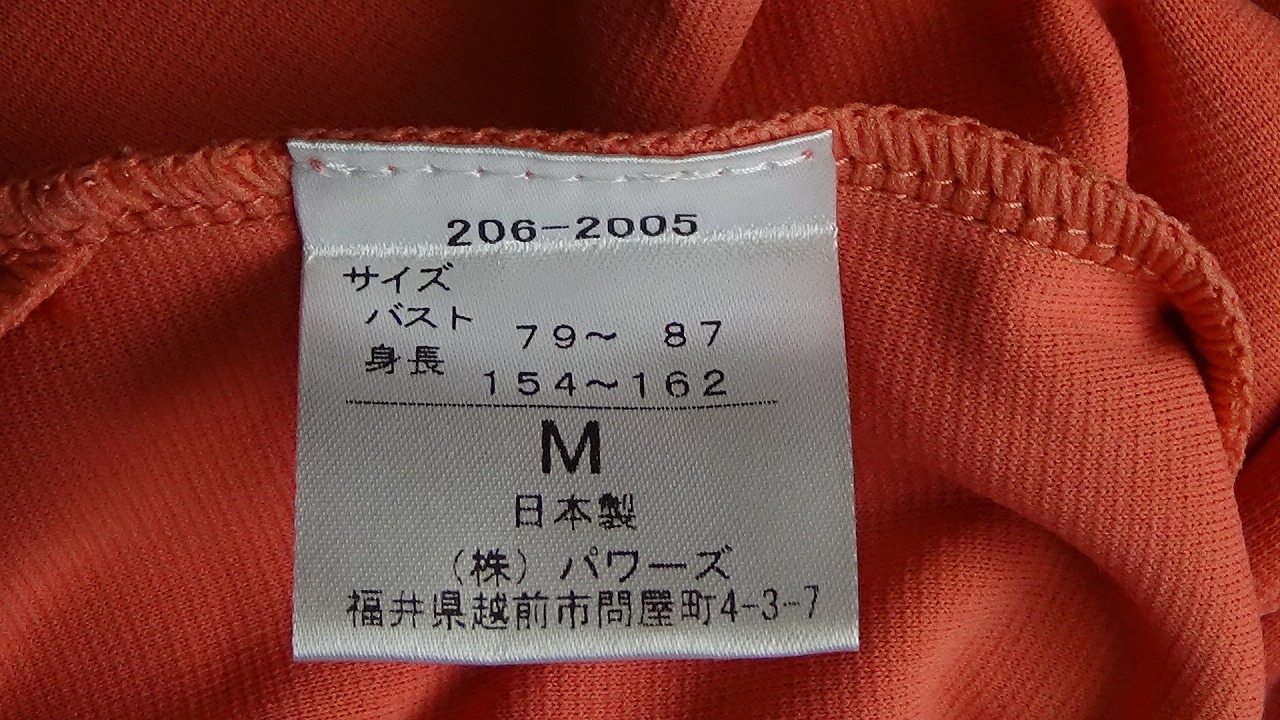 206-2005
サイズ
バスト 79～ 87
身長 154～162
M
日本製
（株）パワーズ
福井県越前市問屋町4-3-7